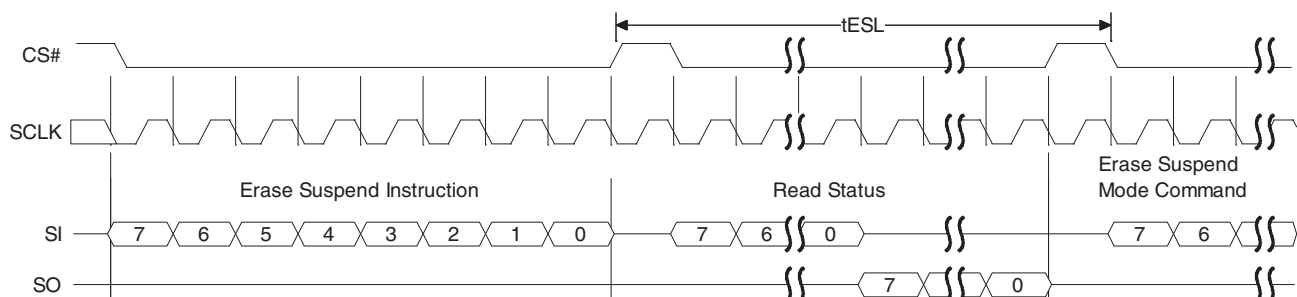 tESL
CS#
SCLK
Erase Suspend Instruction
Read Status
Erase Suspend
Mode Command
SI
7 6 5 4 3 2 1 0
7 6 0
7 6
SO
7 0